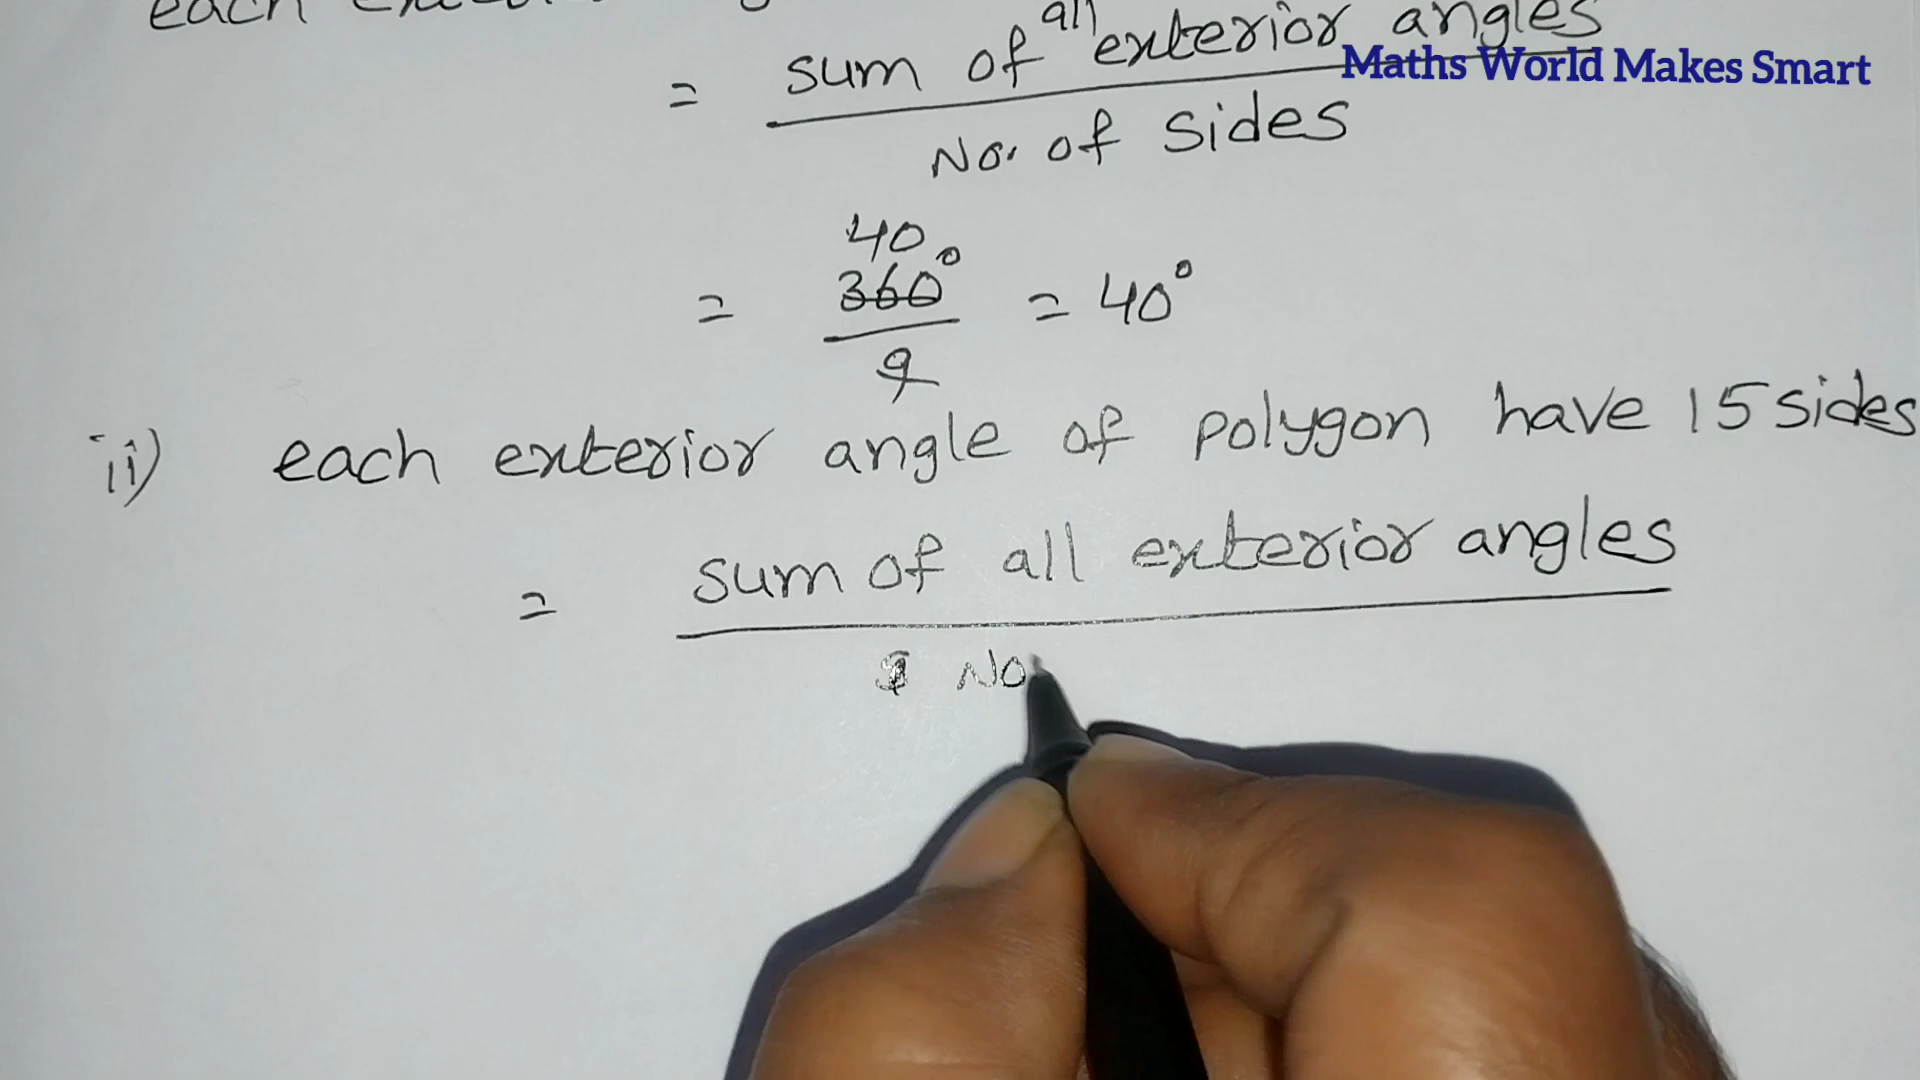 each
all
sum of exterior angles
Maths World Makes Smart
=
No. of sides
40
= 360° = 40°
9
ii) each exterior angle of polygon have 15 sides
= sum of all exterior angles
No